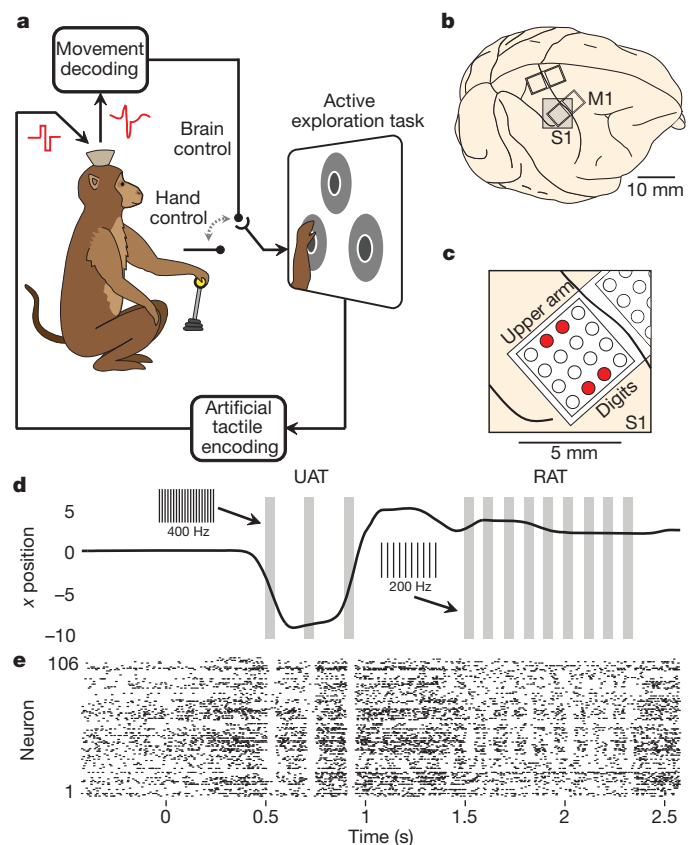 a
Movement
decoding
Brain
control
Hand
control
Active
exploration task
Artificial
tactile
encoding
b
M1
S1
10 mm
c
Upper arm
Digits
S1
5 mm
d
UAT
RAT
400 Hz
200 Hz
x position
5
0
−5
−10
e
Neuron
106
1
0
0.5
1
1.5
2
2.5
Time (s)